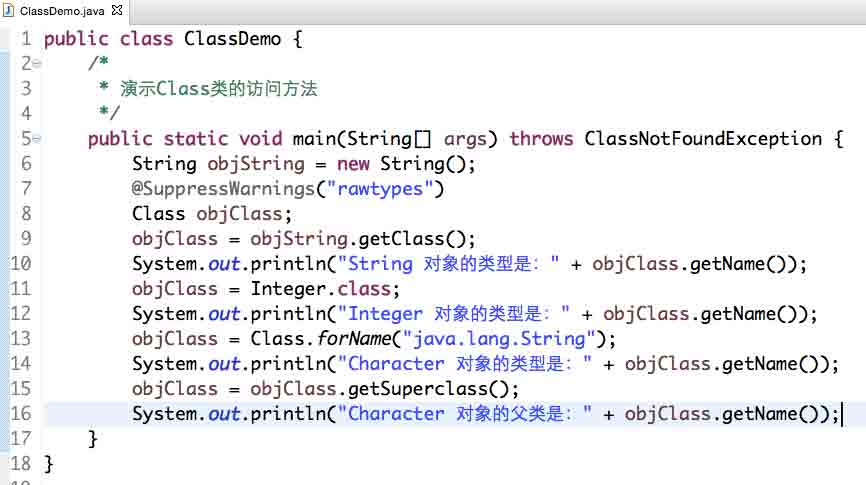 ClassDemo.java
1 public class ClassDemo {
2 /*
3 * 演示Class类的访问方法
4 */
5 public static void main(String[] args) throws ClassNotFoundException {
6 String objString = new String();
7 @SuppressWarnings("rawtypes")
8 Class objClass;
9 objClass = objString.getClass();
10 System.out.println("String 对象的类型是：" + objClass.getName());
11 objClass = Integer.class;
12 System.out.println("Integer 对象的类型是：" + objClass.getName());
13 objClass = Class.forName("java.lang.String");
14 System.out.println("Character 对象的类型是：" + objClass.getName());
15 objClass = objClass.getSuperclass();
16 System.out.println("Character 对象的父类是：" + objClass.getName());
17 }
18 }